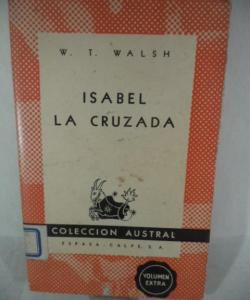 W. T. WALSH
ISABEL
LA CRUZADA
COLECCION AUSTRAL
ESPASA-CALPE, S. A.
VOLUMEN
EXTRA